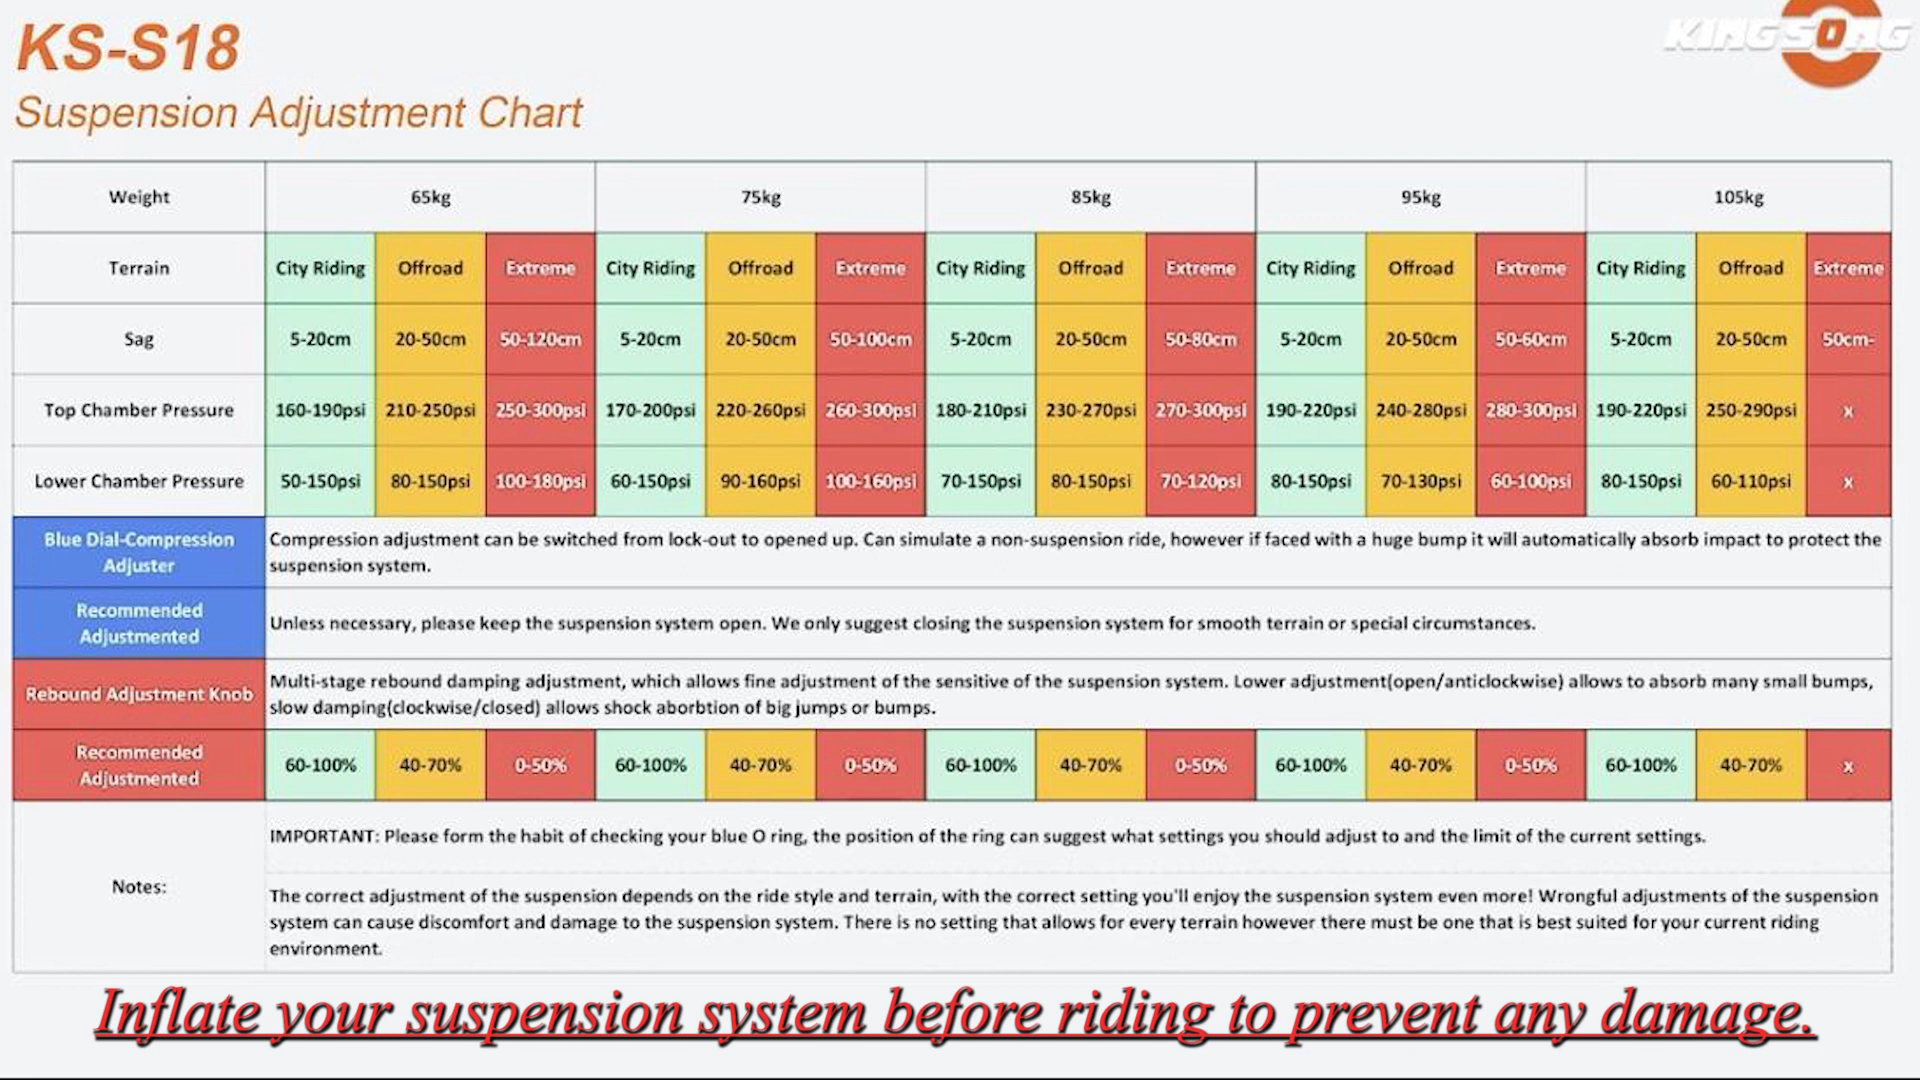 KS-S18
KING SONG
Suspension Adjustment Chart
Weight 65kg 75kg 85kg 95kg 105kg
Terrain City Riding Offroad Extreme City Riding Offroad Extreme City Riding Offroad Extreme City Riding Offroad Extreme City Riding Offroad Extreme
Sag 5-20cm 20-50cm 50-120cm 5-20cm 20-50cm 50-100cm 5-20cm 20-50cm 50-80cm 5-20cm 20-50cm 50-60cm 5-20cm 20-50cm 50cm-
Top Chamber Pressure 160-190psi 210-250psi 250-300psi 170-200psi 220-260psi 260-300psi 180-210psi 230-270psi 270-300psi 190-220psi 240-280psi 280-300psi 190-220psi 250-290psi x
Lower Chamber Pressure 50-150psi 80-150psi 100-180psi 60-150psi 90-160psi 100-160psi 70-150psi 80-150psi 70-120psi 80-150psi 70-130psi 60-100psi 80-150psi 60-110psi x
Blue Dial-Compression
Adjuster
Compression adjustment can be switched from lock-out to opened up. Can simulate a non-suspension ride, however if faced with a huge bump it will automatically absorb impact to protect the
suspension system.
Recommended
Adjustmented
Unless necessary, please keep the suspension system open. We only suggest closing the suspension system for smooth terrain or special circumstances.
Rebound Adjustment Knob
Multi-stage rebound damping adjustment, which allows fine adjustment of the sensitive of the suspension system. Lower adjustment(open/anticlockwise) allows to absorb many small bumps,
slow damping(clockwise/closed) allows shock aborbtion of big jumps or bumps.
Recommended
Adjustmented
60-100% 40-70% 0-50% 60-100% 40-70% 0-50% 60-100% 40-70% 0-50% 60-100% 40-70% 0-50% 60-100% 40-70% x
Notes:
IMPORTANT: Please form the habit of checking your blue O ring, the position of the ring can suggest what settings you should adjust to and the limit of the current settings.
The correct adjustment of the suspension depends on the ride style and terrain, with the correct setting you'll enjoy the suspension system even more! Wrongful adjustments of the suspension
system can cause discomfort and damage to the suspension system. There is no setting that allows for every terrain however there must be one that is best suited for your current riding
environment.
Inflate your suspension system before riding to prevent any damage.